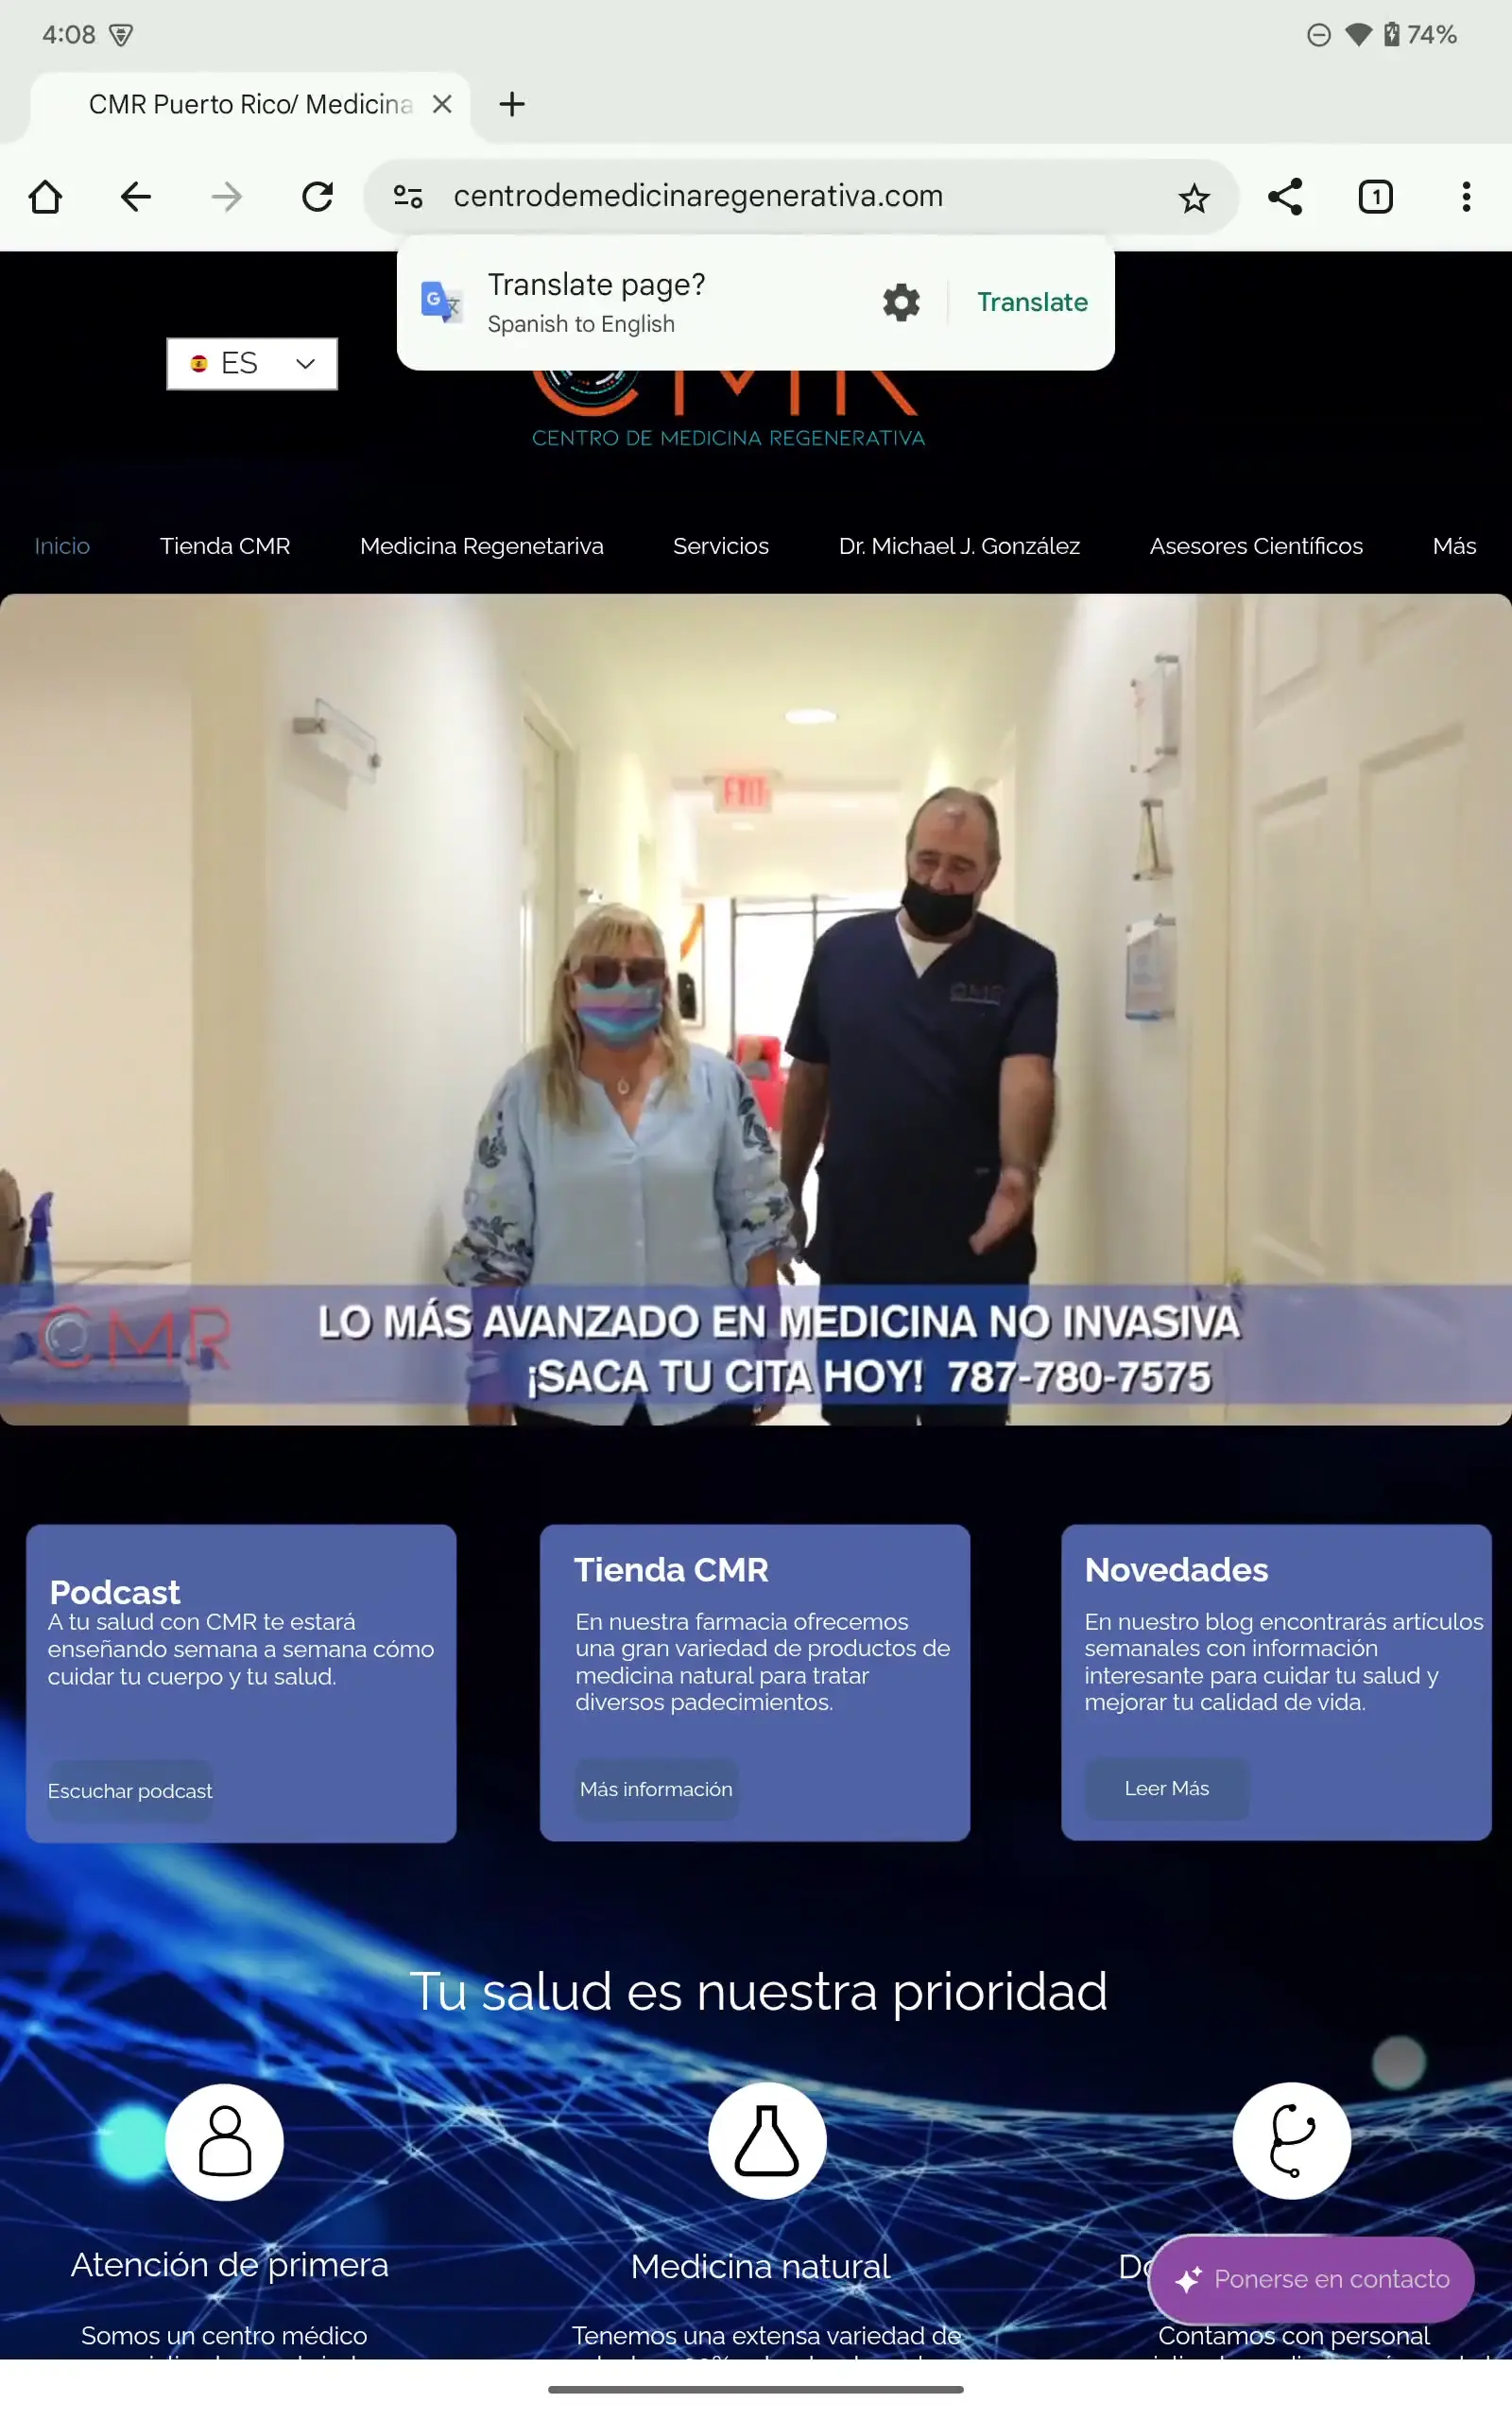 4:08
74%
CMR Puerto Rico/ Medicina
centrodemedicinaregenerativa.com
1
Translate page?
Spanish to English
Translate
ES
CMR
CENTRO DE MEDICINA REGENERATIVA
Inicio
Tienda CMR
Medicina Regenetariva
Servicios
Dr. Michael J. González
Asesores Científicos
Más
EXIT
CMR
CMR
LO MÁS AVANZADO EN MEDICINA NO INVASIVA
¡SACA TU CITA HOY! 787-780-7575
Podcast
A tu salud con CMR te estará
enseñando semana a semana cómo
cuidar tu cuerpo y tu salud.
Escuchar podcast
Tienda CMR
En nuestra farmacia ofrecemos
una gran variedad de productos de
medicina natural para tratar
diversos padecimientos.
Más información
Novedades
En nuestro blog encontrarás artículos
semanales con información
interesante para cuidar tu salud y
mejorar tu calidad de vida.
Leer Más
Tu salud es nuestra prioridad
Atención de primera
Somos un centro médico
Medicina natural
Tenemos una extensa variedad de
Ponerse en contacto
Contamos con personal